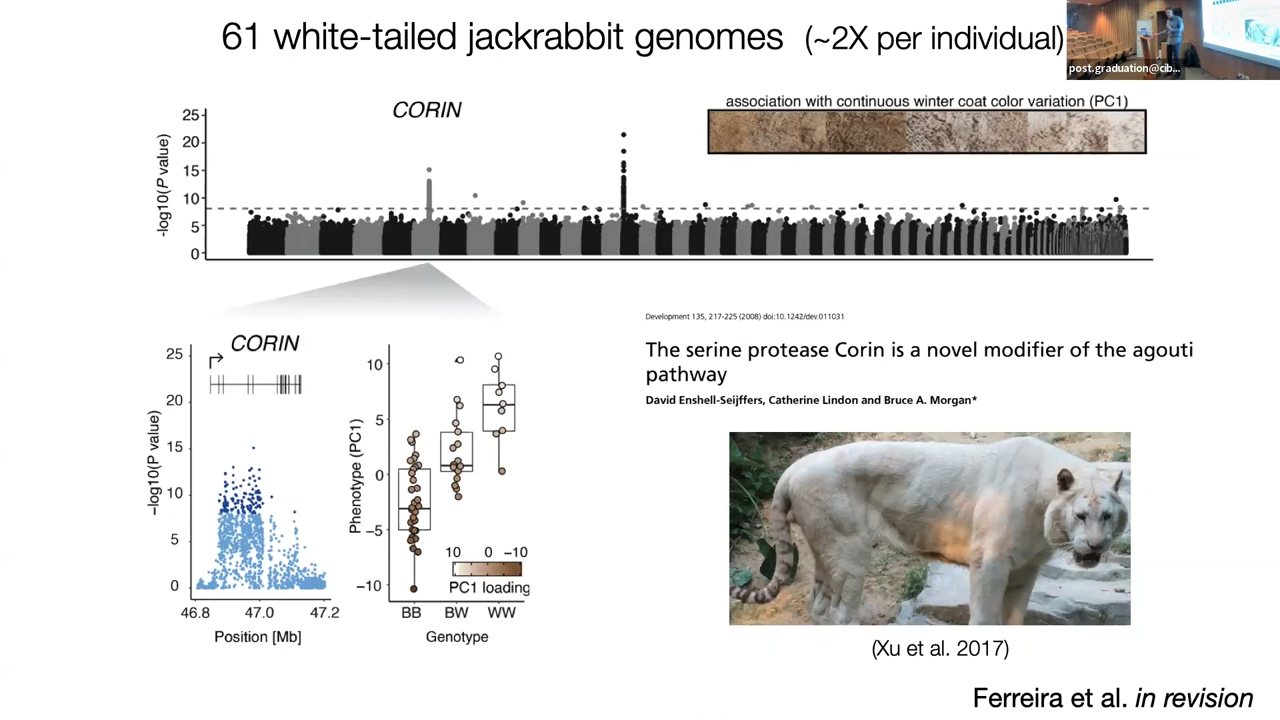 61 white-tailed jackrabbit genomes (~2X per individual)
post.graduation@cib...
association with continuous winter coat color variation (PC1)
CORIN
-log10(P value)
25
20
15
10
5
0
CORIN
−log10(P value)
25
20
15
10
5
0
46.8 47.0 47.2
Position [Mb]
Phenotype (PC1)
10
5
0
−5
−10
10 0 −10
PC1 loading
BB BW WW
Genotype
Development 135, 217-225 (2008) doi:10.1242/dev.011031
The serine protease Corin is a novel modifier of the agouti
pathway
David Enshell-Seijffers, Catherine Lindon and Bruce A. Morgan*
(Xu et al. 2017)
Ferreira et al. in revision